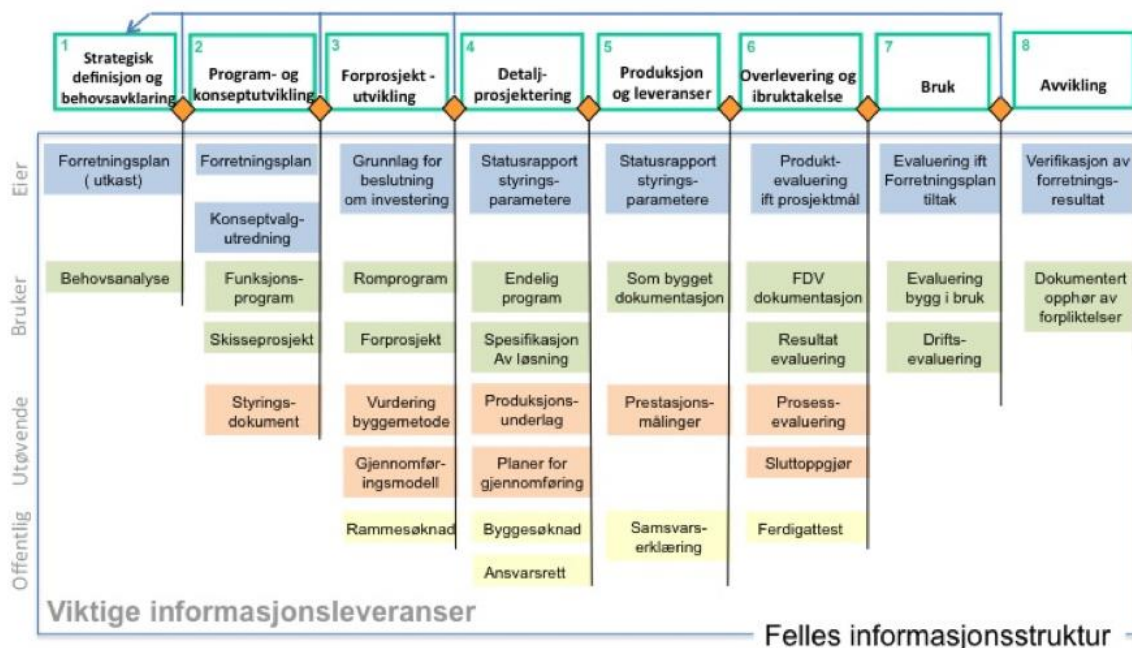 1
Strategisk
definisjon og
behovsavklaring
2
Program- og
konseptutvikling
3
Forprosjekt -
utvikling
4
Detalj-
prosjektering
5
Produksjon
og leveranser
6
Overlevering og
ibruktakelse
7
Bruk
8
Avvikling
Eier
Forretningsplan
( utkast)
Forretningsplan
Konseptvalg-
utredning
Grunnlag for
beslutning
om investering
Statusrapport
styrings-
parametere
Statusrapport
styrings-
parametere
Produkt-
evaluering
ift prosjektmål
Evaluering ift
Forretningsplan
tiltak
Verifikasjon av
forretnings-
resultat
Bruker
Behovsanalyse
Funksjons-
program
Skisseprosjekt
Romprogram
Forprosjekt
Endelig
program
Spesifikasjon
Av løsning
Som bygget
dokumentasjon
FDV
dokumentasjon
Resultat
evaluering
Evaluering
bygg i bruk
Drifts-
evaluering
Dokumentert
opphør av
forpliktelser
Utøvende
Styrings-
dokument
Vurdering
byggemetode
Gjennomfør-
ingsmodell
Produksjons-
underlag
Planer for
gjennomføring
Prestasjons-
målinger
Prosess-
evaluering
Sluttoppgjør
Offentlig
Rammesøknad
Byggesøknad
Ansvarsrett
Samsvars-
erklæring
Ferdigattest
Viktige informasjonsleveranser
Felles informasjonsstruktur